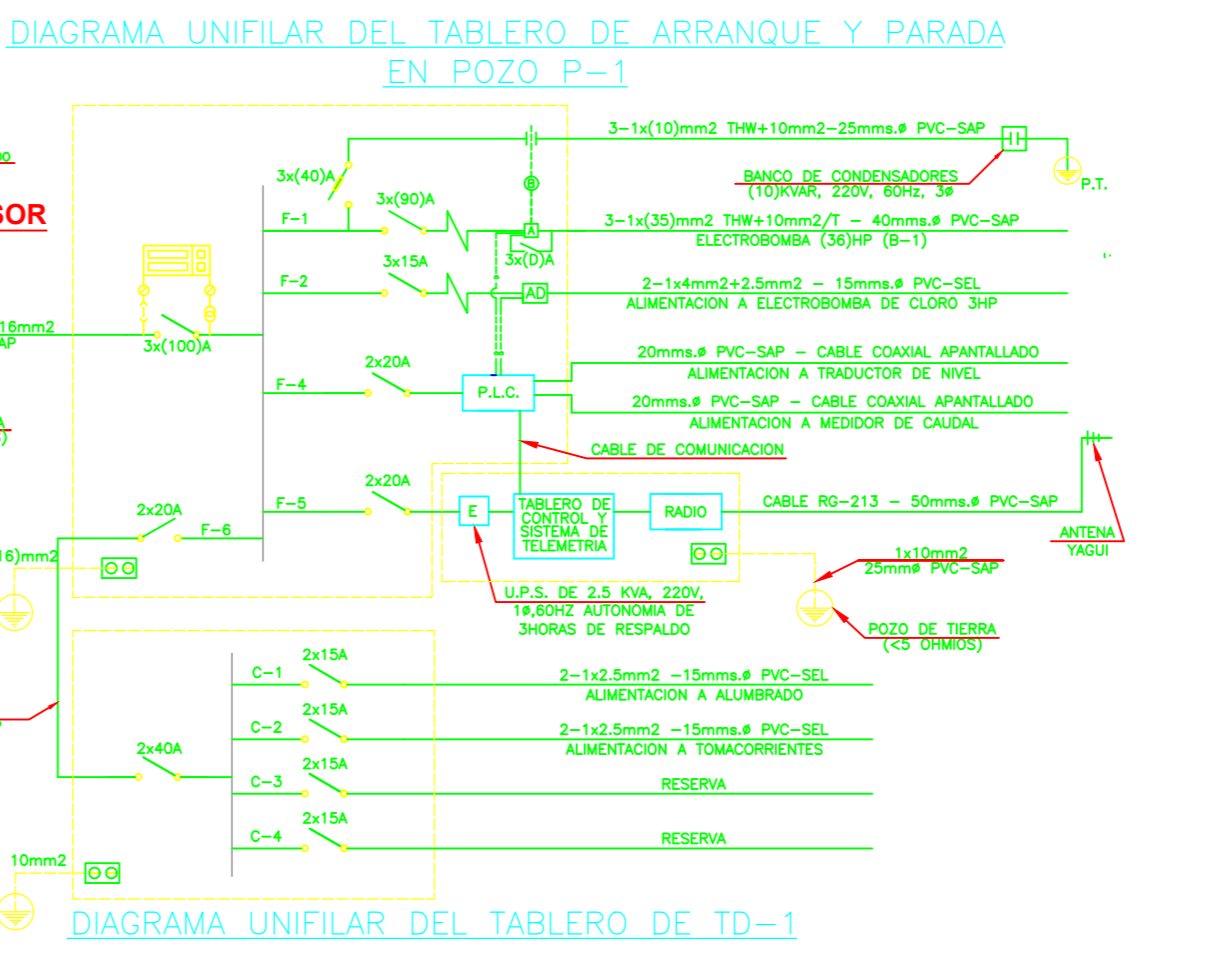 DIAGRAMA UNIFILAR DEL TABLERO DE ARRANQUE Y PARADA
EN POZO P-1
3-1x(10)mm2 THW+10mm2-25mms.ø PVC-SAP
BANCO DE CONDENSADORES
(10)KVAR, 220V, 60Hz, 3ø
P.T.
3x(40)A
B
SOR
F-1
3x(90)A
A
3x(D)A
3-1x(35)mm2 THW+10mm2/T - 40mms.ø PVC-SAP
ELECTROBOMBA (36)HP (B-1)
F-2
3x15A
AD
2-1x4mm2+2.5mm2 - 15mms.ø PVC-SEL
ALIMENTACION A ELECTROBOMBA DE CLORO 3HP
16mm2
AP
3x(100)A
F-4
2x20A
P.L.C.
20mms.ø PVC-SAP - CABLE COAXIAL APANTALLADO
ALIMENTACION A TRADUCTOR DE NIVEL
20mms.ø PVC-SAP - CABLE COAXIAL APANTALLADO
ALIMENTACION A MEDIDOR DE CAUDAL
CABLE DE COMUNICACION
2x20A
F-6
F-5
2x20A
E
TABLERO DE
CONTROL Y
SISTEMA DE
TELEMETRIA
RADIO
CABLE RG-213 - 50mms.ø PVC-SAP
ANTENA
YAGUI
16)mm2
U.P.S. DE 2.5 KVA, 220V,
1ø,60HZ AUTONOMIA DE
3HORAS DE RESPALDO
1x10mm2
25mmø PVC-SAP
POZO DE TIERRA
(<5 OHMIOS)
2x40A
C-1
2x15A
2-1x2.5mm2 -15mms.ø PVC-SEL
ALIMENTACION A ALUMBRADO
C-2
2x15A
2-1x2.5mm2 -15mms.ø PVC-SEL
ALIMENTACION A TOMACORRIENTES
C-3
2x15A
RESERVA
C-4
2x15A
RESERVA
10mm2
DIAGRAMA UNIFILAR DEL TABLERO DE TD-1